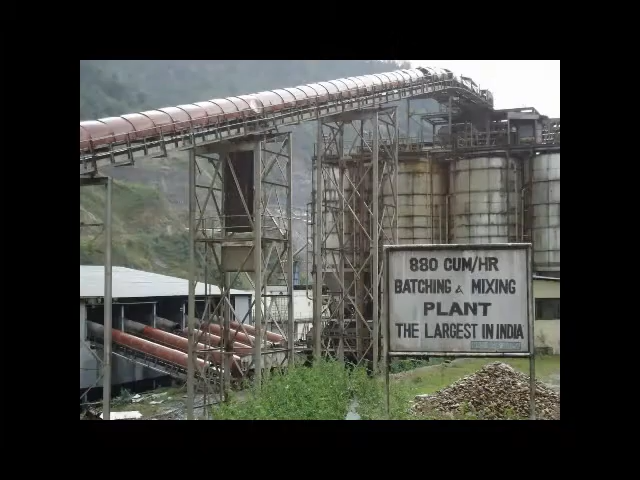 880 CUM/HR
BATCHING & MIXING
PLANT
THE LARGEST IN INDIA